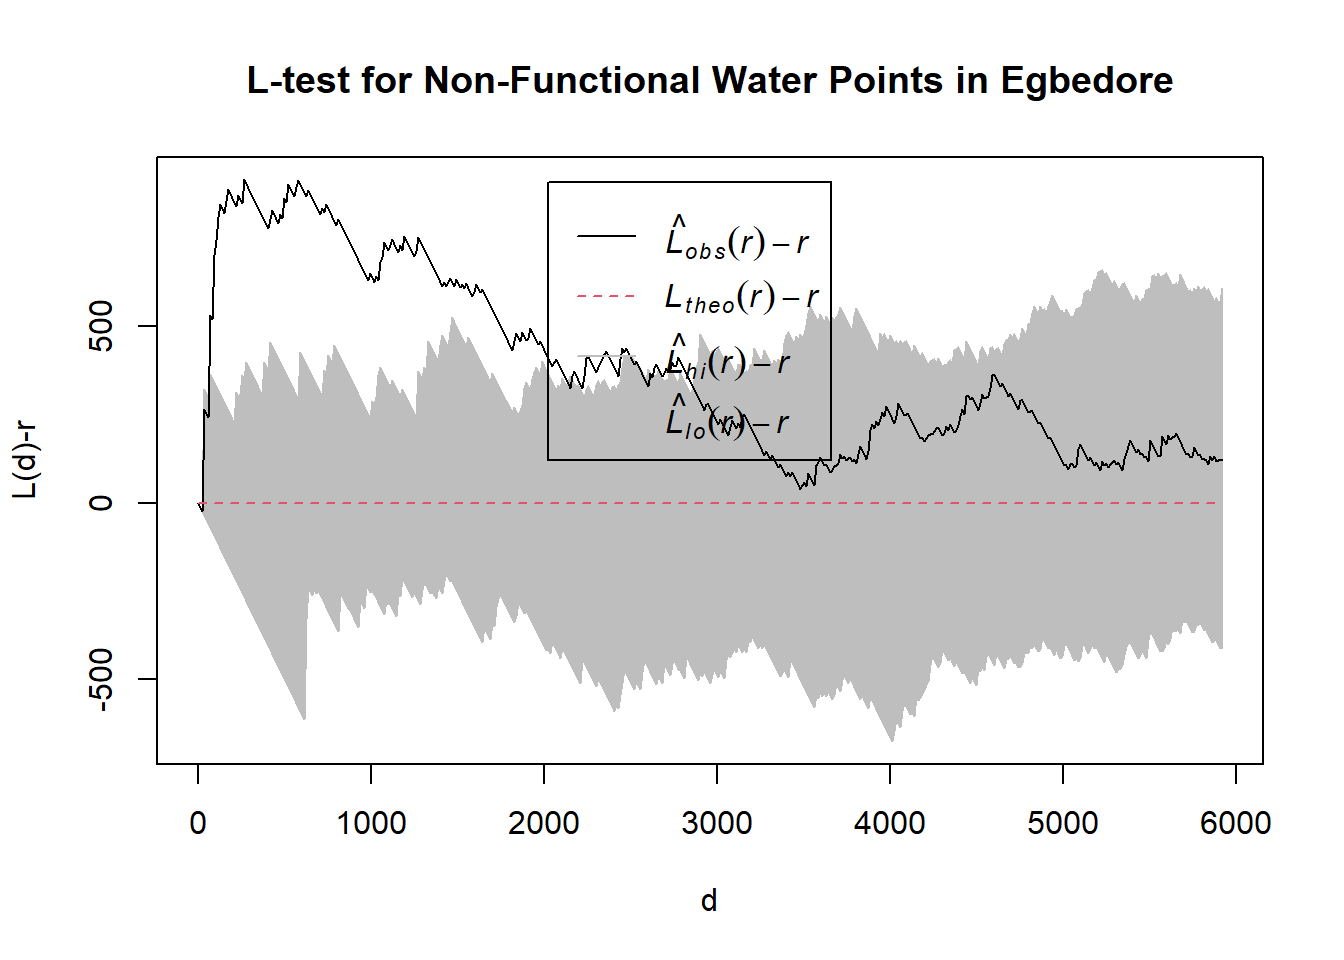 L-test for Non-Functional Water Points in Egbedore
L̂obs(r) – r
Ltheo(r) – r
L̂hi(r) – r
L̂lo(r) – r
L(d)-r
500
0
-500
0 1000 2000 3000 4000 5000 6000
d